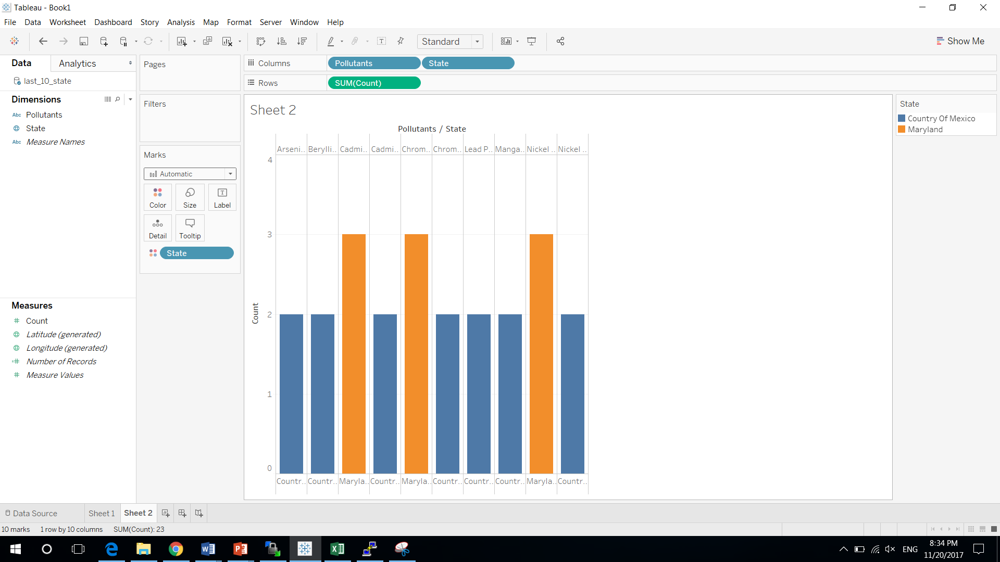 Tableau - Book1
File Data Worksheet Dashboard Story Analysis Map Format Server Window Help
Standard
Show Me
Data Analytics
last_10_state
Dimensions
Abc Pollutants
State
Abc Measure Names
Measures
Count
Latitude (generated)
Longitude (generated)
Number of Records
Measure Values
Pages
Filters
Marks
Automatic
Color Size Label
Detail Tooltip
State
Columns Pollutants State
Rows SUM(Count)
Sheet 2
Pollutants / State
Arseni.. Berylli.. Cadmi.. Cadmi.. Chrom.. Chrom.. Lead P.. Manga.. Nickel .. Nickel ..
4
3
2
1
0
Count
Countr.. Countr.. Maryla.. Countr.. Maryla.. Countr.. Countr.. Countr.. Maryla.. Countr..
State
Country Of Mexico
Maryland
Data Source Sheet 1 Sheet 2
10 marks 1 row by 10 columns SUM(Count): 23
ENG
8:34 PM
11/20/2017